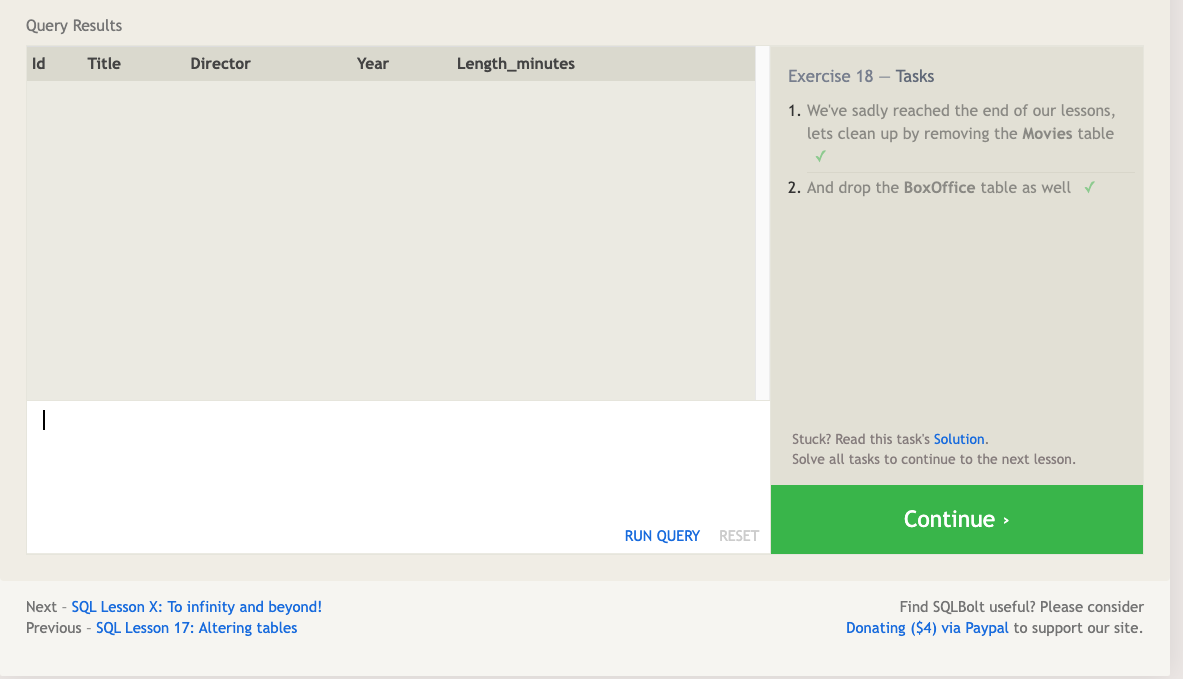 Query Results
Id Title Director Year Length_minutes
Exercise 18 — Tasks
1. We've sadly reached the end of our lessons,
lets clean up by removing the Movies table
✓
2. And drop the BoxOffice table as well ✓
Stuck? Read this task's Solution.
Solve all tasks to continue to the next lesson.
RUN QUERY RESET
Continue ›
Next – SQL Lesson X: To infinity and beyond!
Previous – SQL Lesson 17: Altering tables
Find SQLBolt useful? Please consider
Donating ($4) via Paypal to support our site.